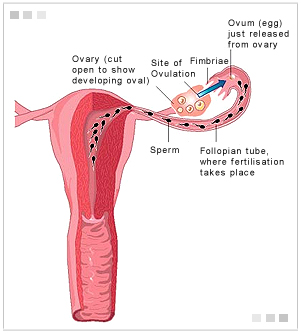 Ovum (egg)
just released
from ovary
Ovary (cut
open to show
developing oval)
Site of
Ovulation
Fimbriae
Sperm
Follopian tube,
where fertilisation
takes place